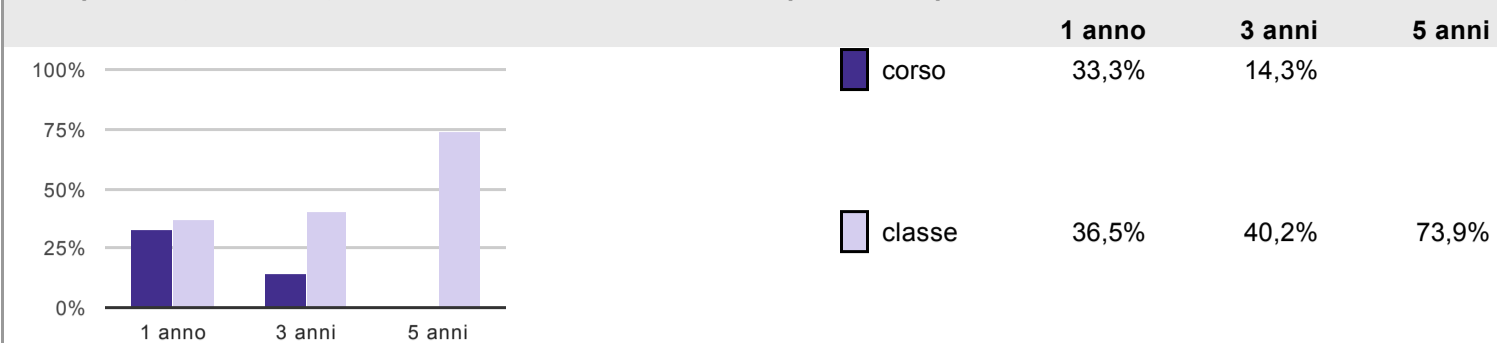 1 anno 3 anni 5 anni
100% corso 33,3% 14,3%
75%
50%
classe 36,5% 40,2% 73,9%
25%
0%
1 anno 3 anni 5 anni